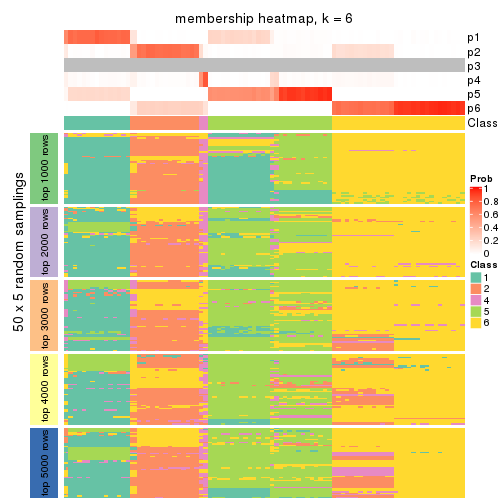 membership heatmap, k = 6
p1
p2
p3
p4
p5
p6
Class
50 x 5 random samplings
top 1000 rows
top 2000 rows
top 3000 rows
top 4000 rows
top 5000 rows
Prob
1
0.8
0.6
0.4
0.2
0
Class
1
2
4
5
6